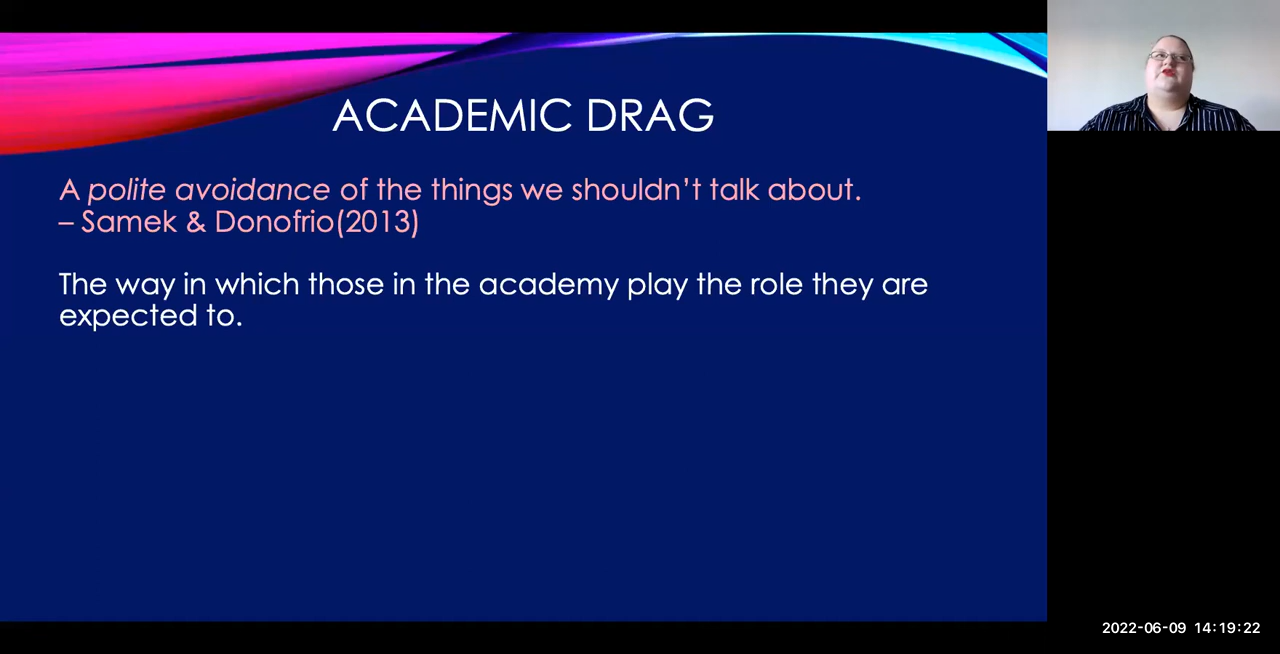 ACADEMIC DRAG
A polite avoidance of the things we shouldn’t talk about.
– Samek & Donofrio(2013)
The way in which those in the academy play the role they are
expected to.
2022-06-09 14:19:22